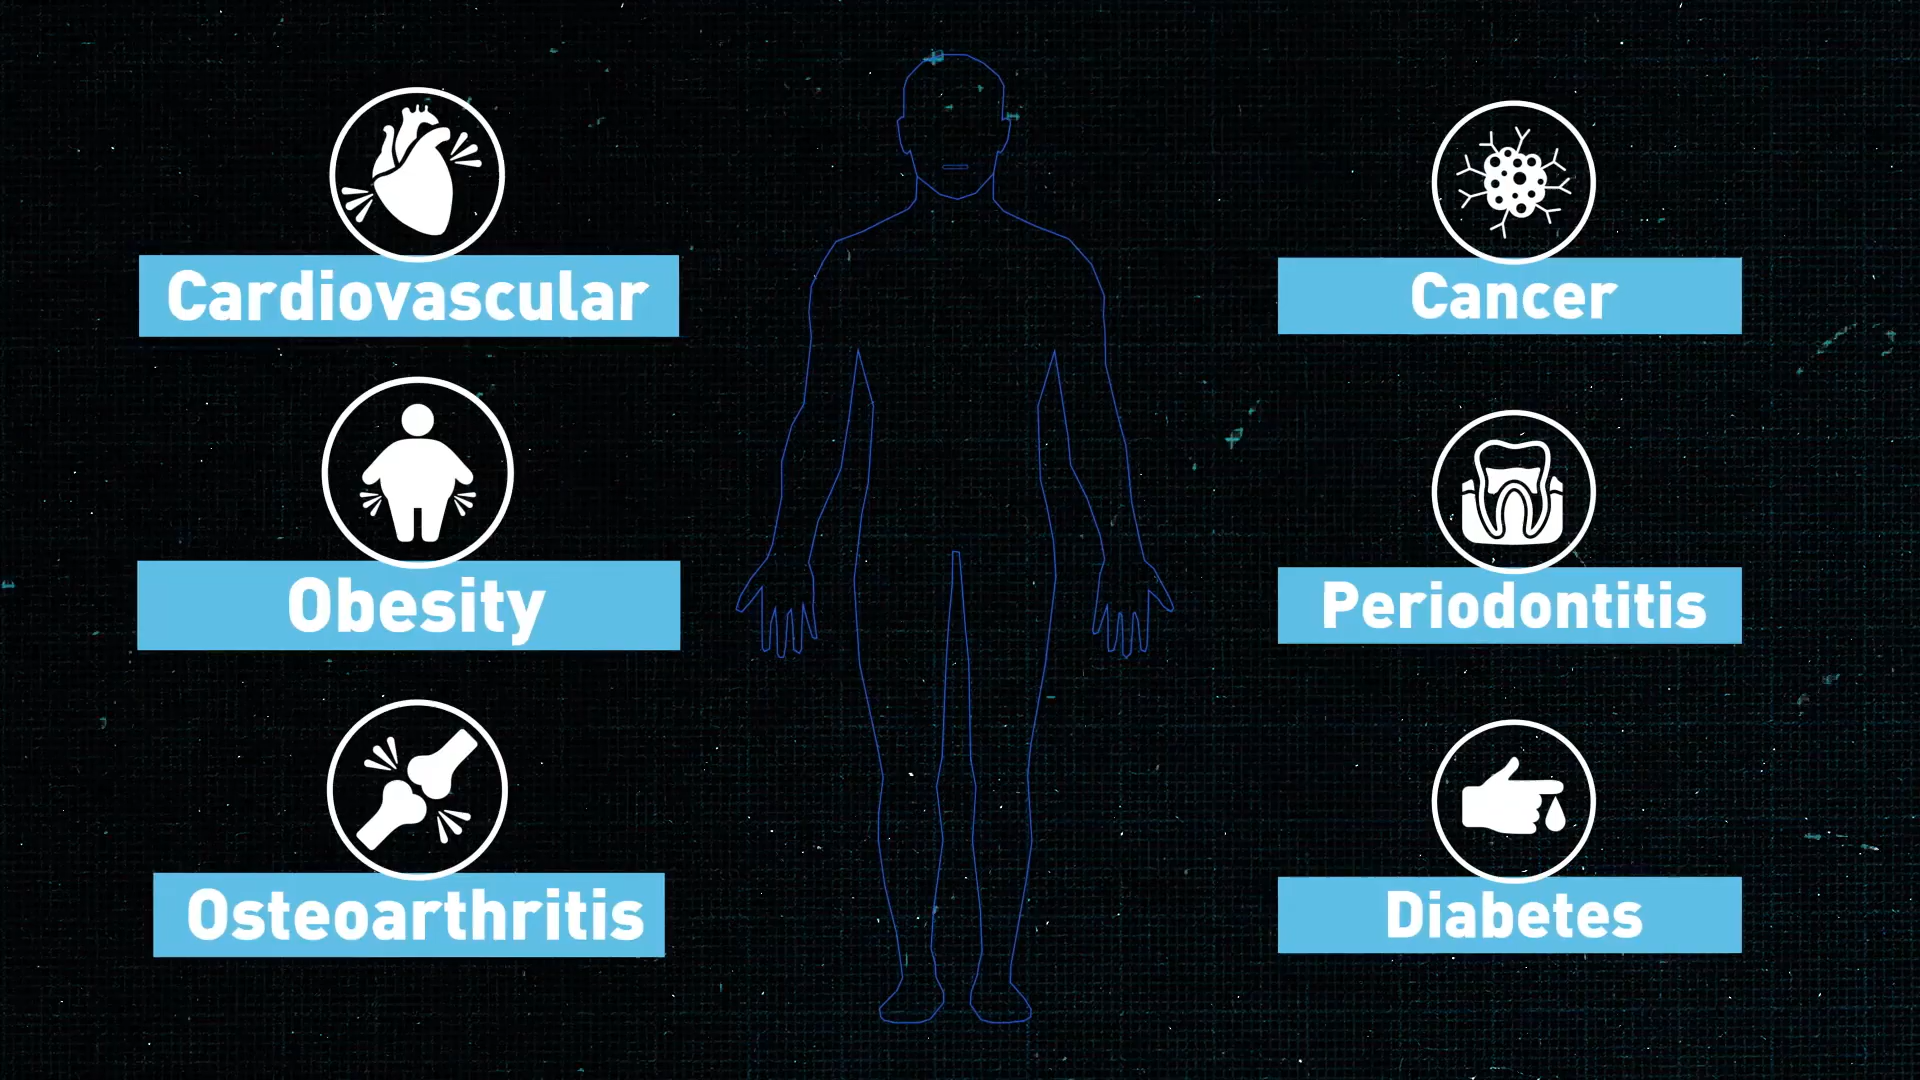 Cardiovascular
Obesity
Osteoarthritis
Cancer
Periodontitis
Diabetes